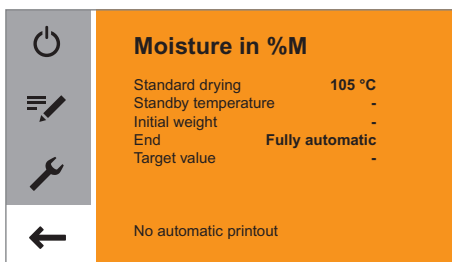 Moisture in %M
Standard drying 105 °C
Standby temperature -
Initial weight -
End Fully automatic
Target value -
No automatic printout